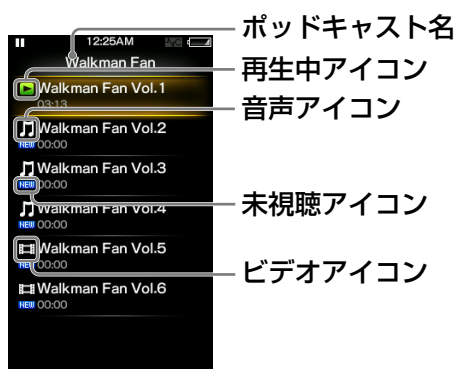 12:25AM
NC
Walkman Fan
Walkman Fan Vol.1
03:13
Walkman Fan Vol.2
NEW 00:00
Walkman Fan Vol.3
NEW 00:00
Walkman Fan Vol.4
NEW 00:00
Walkman Fan Vol.5
NEW 00:00
Walkman Fan Vol.6
NEW 00:00
ポッドキャスト名
再生中アイコン
音声アイコン
未視聴アイコン
ビデオアイコン